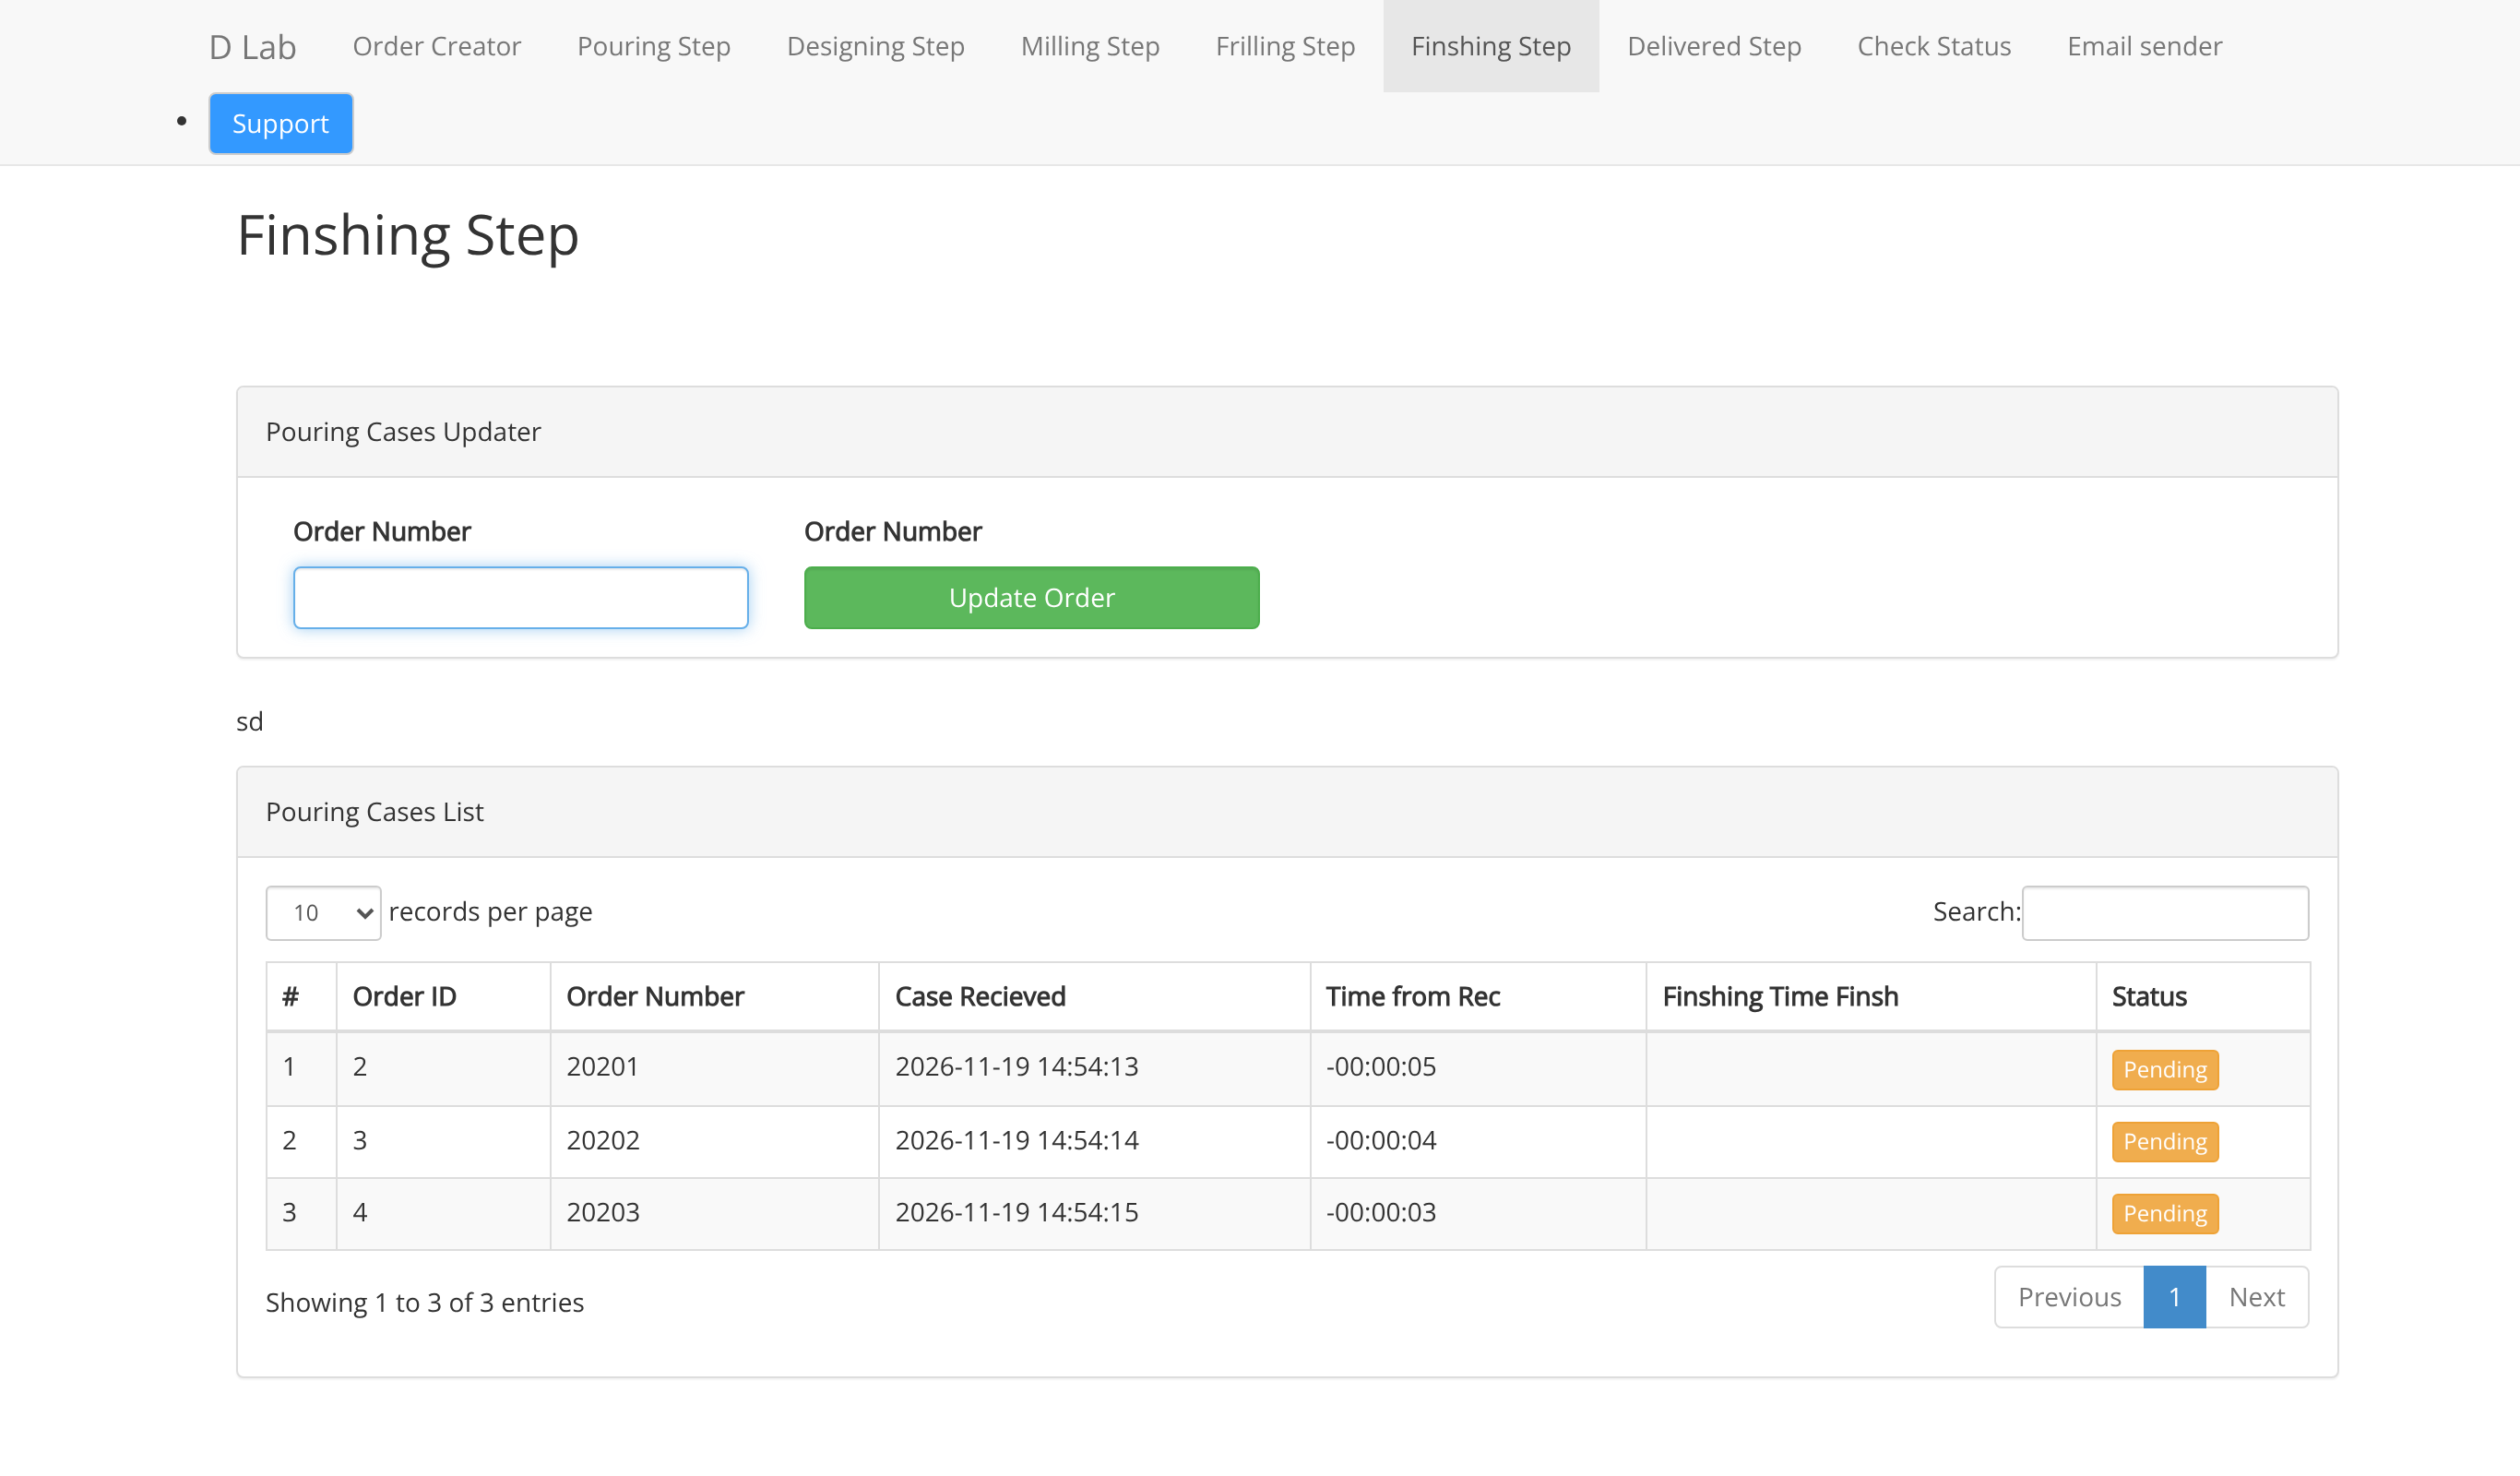 D Lab Order Creator Pouring Step Designing Step Milling Step Frilling Step Finshing Step Delivered Step Check Status Email sender
Support
Finshing Step
Pouring Cases Updater
Order Number Order Number
Update Order
sd
Pouring Cases List
10 records per page Search:
# Order ID Order Number Case Recieved Time from Rec Finshing Time Finsh Status
1 2 20201 2026-11-19 14:54:13 -00:00:05 Pending
2 3 20202 2026-11-19 14:54:14 -00:00:04 Pending
3 4 20203 2026-11-19 14:54:15 -00:00:03 Pending
Showing 1 to 3 of 3 entries Previous 1 Next